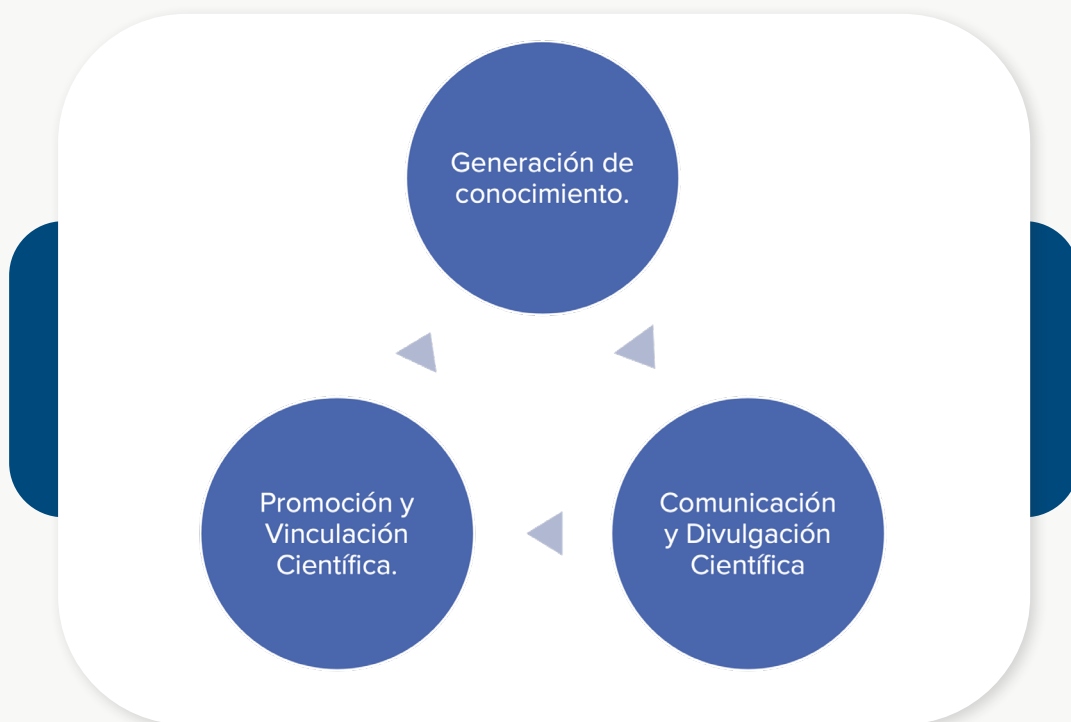 Generación de
conocimiento.
Promoción y
Vinculación
Científica.
Comunicación
y Divulgación
Científica